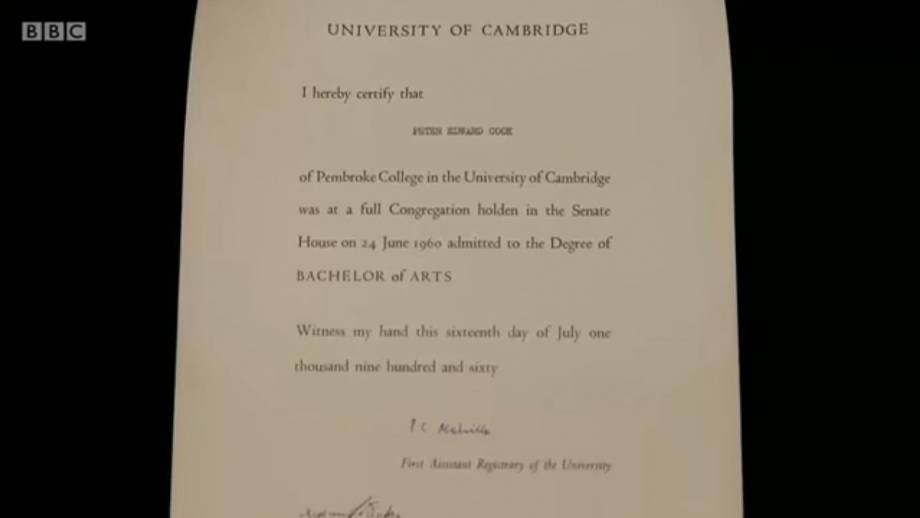 BBC
UNIVERSITY OF CAMBRIDGE
I hereby certify that
PETER EDWARD COOK
of Pembroke College in the University of Cambridge
was at a full Congregation holden in the Senate
House on 24 June 1960 admitted to the Degree of
BACHELOR of ARTS
Witness my hand this sixteenth day of July one
thousand nine hundred and sixty
First Assistant Registrary of the University